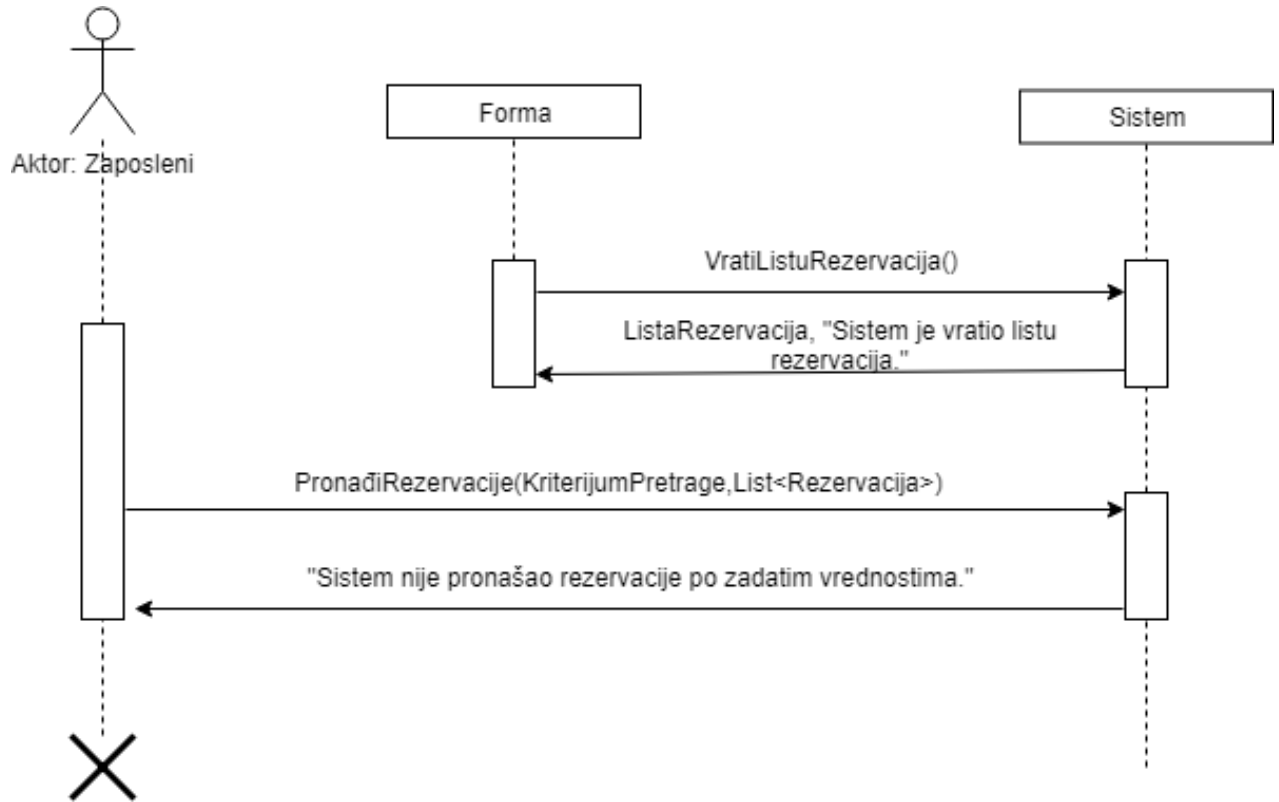 Forma
Sistem
Aktor: Zaposleni
VratiListuRezervacija()
ListaRezervacija, "Sistem je vratio listu
rezervacija."
PronađiRezervacije(KriterijumPretrage,List<Rezervacija>)
"Sistem nije pronašao rezervacije po zadatim vrednostima."